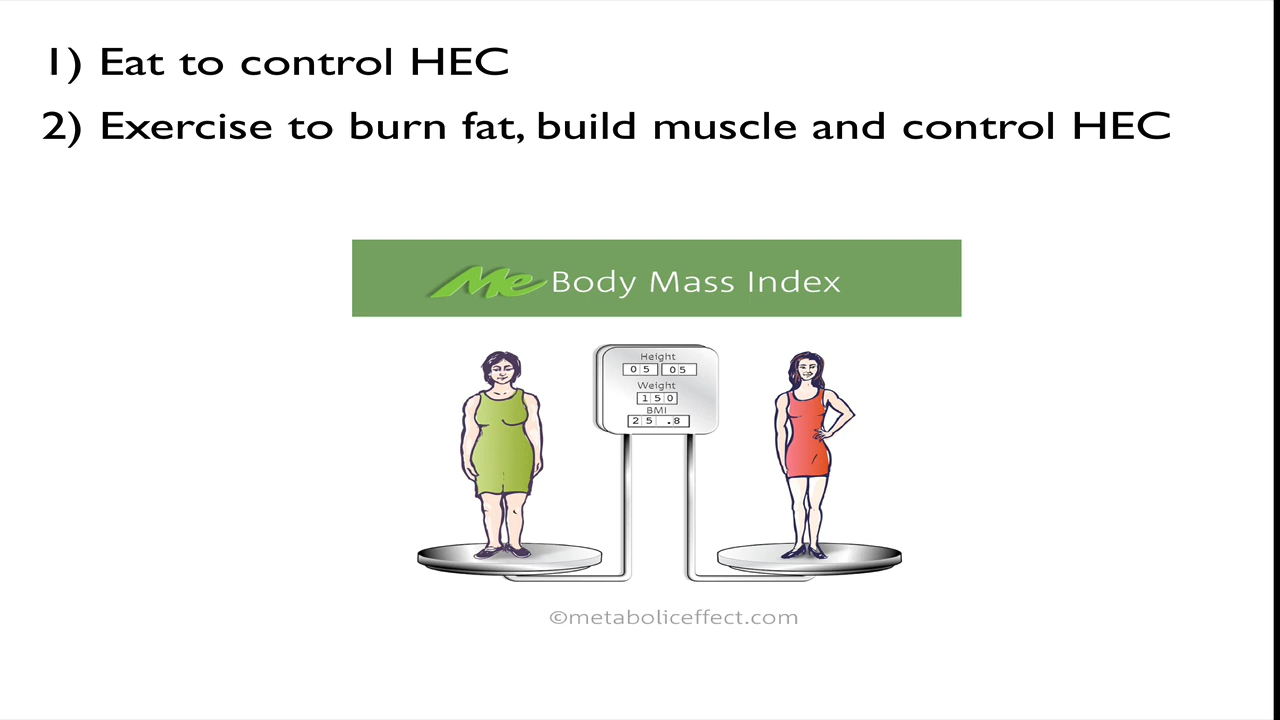 1) Eat to control HEC
2) Exercise to burn fat, build muscle and control HEC
Me Body Mass Index
Height
05 05
Weight
150
BMI
25.8
©metaboliceffect.com